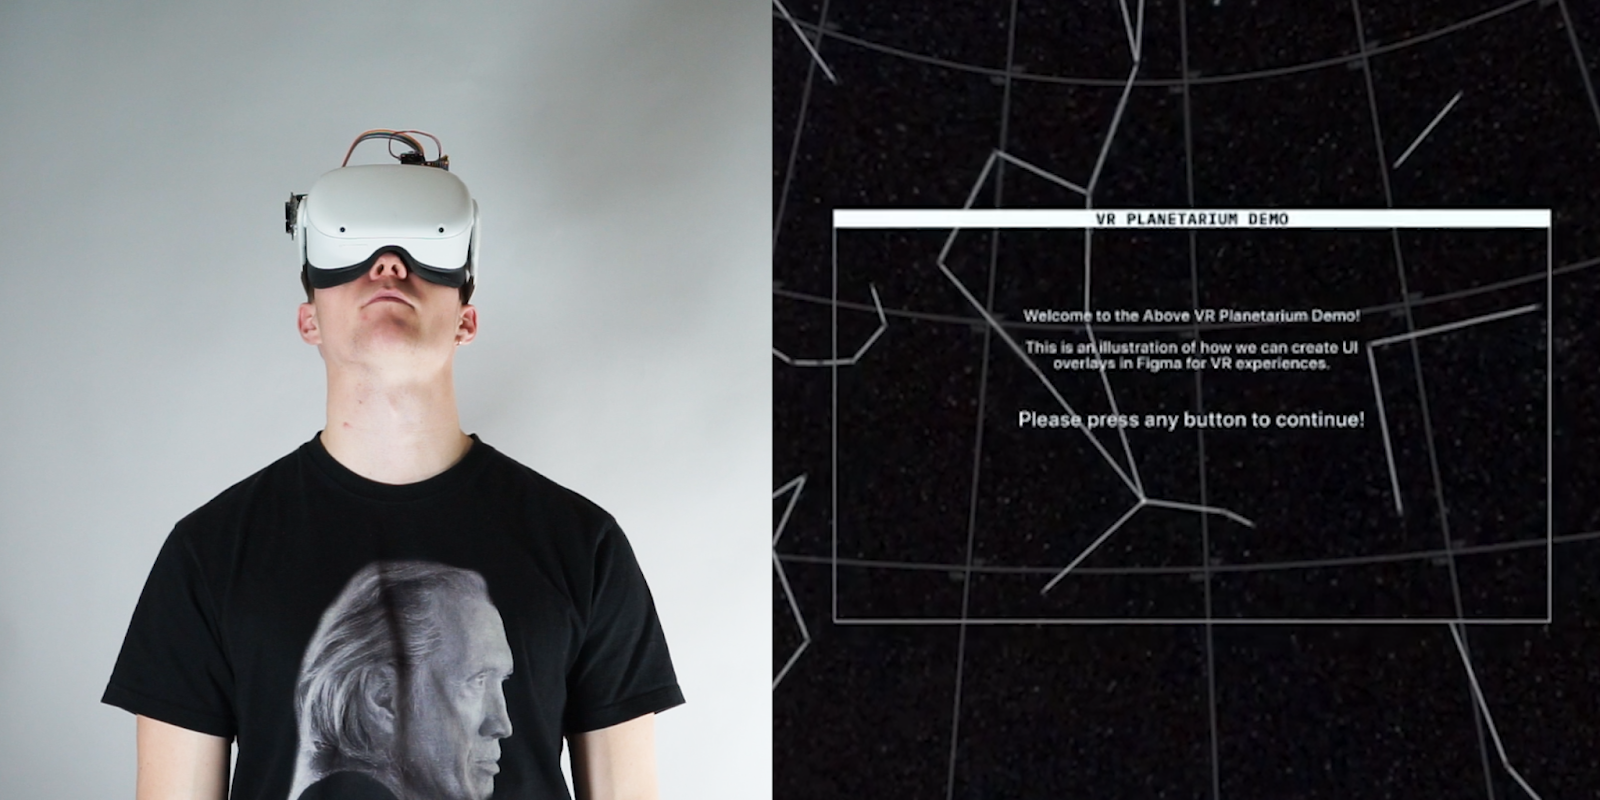 VR PLANETARIUM DEMO
Welcome to the Above VR Planetarium Demo!
This is an illustration of how we can create UI
overlays in Figma for VR experiences.
Please press any button to continue!